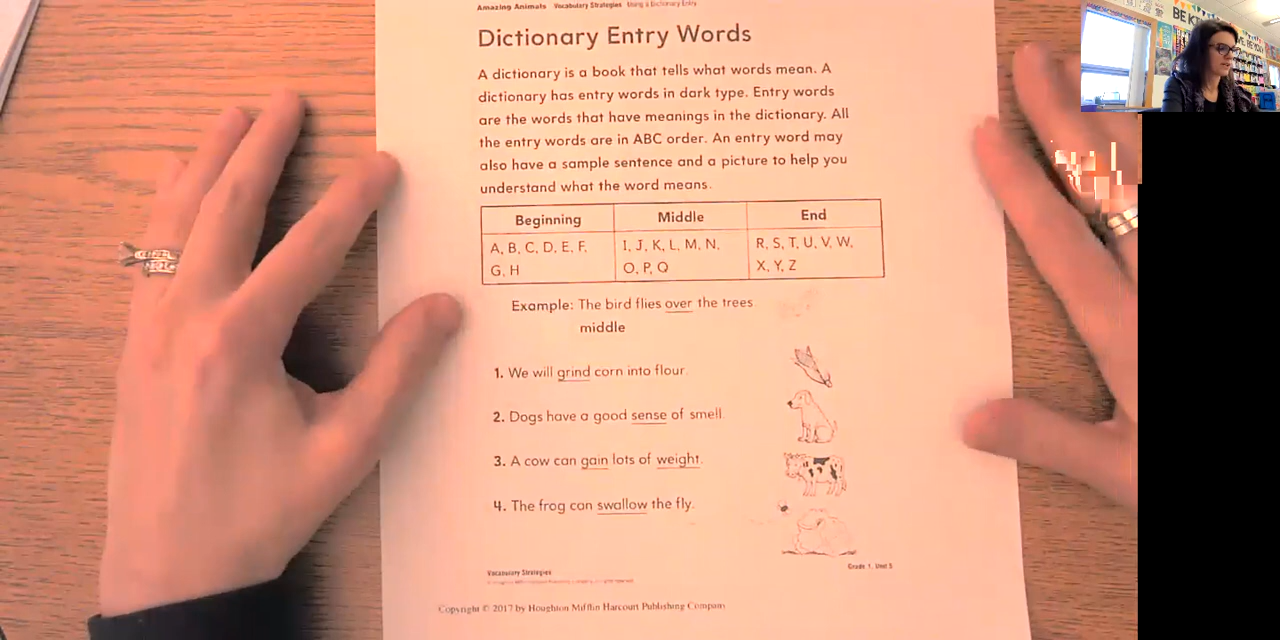 Amazing Animals Vocabulary Strategies Using a Dictionary Entry
Dictionary Entry Words
A dictionary is a book that tells what words mean. A
dictionary has entry words in dark type. Entry words
are the words that have meanings in the dictionary. All
the entry words are in ABC order. An entry word may
also have a sample sentence and a picture to help you
understand what the word means.
Beginning Middle End
A, B, C, D, E, F, I, J, K, L, M, N, R, S, T, U, V, W,
G, H O, P, Q X, Y, Z
Example: The bird flies over the trees.
middle
1. We will grind corn into flour.
2. Dogs have a good sense of smell.
3. A cow can gain lots of weight.
4. The frog can swallow the fly.
Vocabulary Strategies Grade 1, Unit 5
Copyright © 2017 by Houghton Mifflin Harcourt Publishing Company